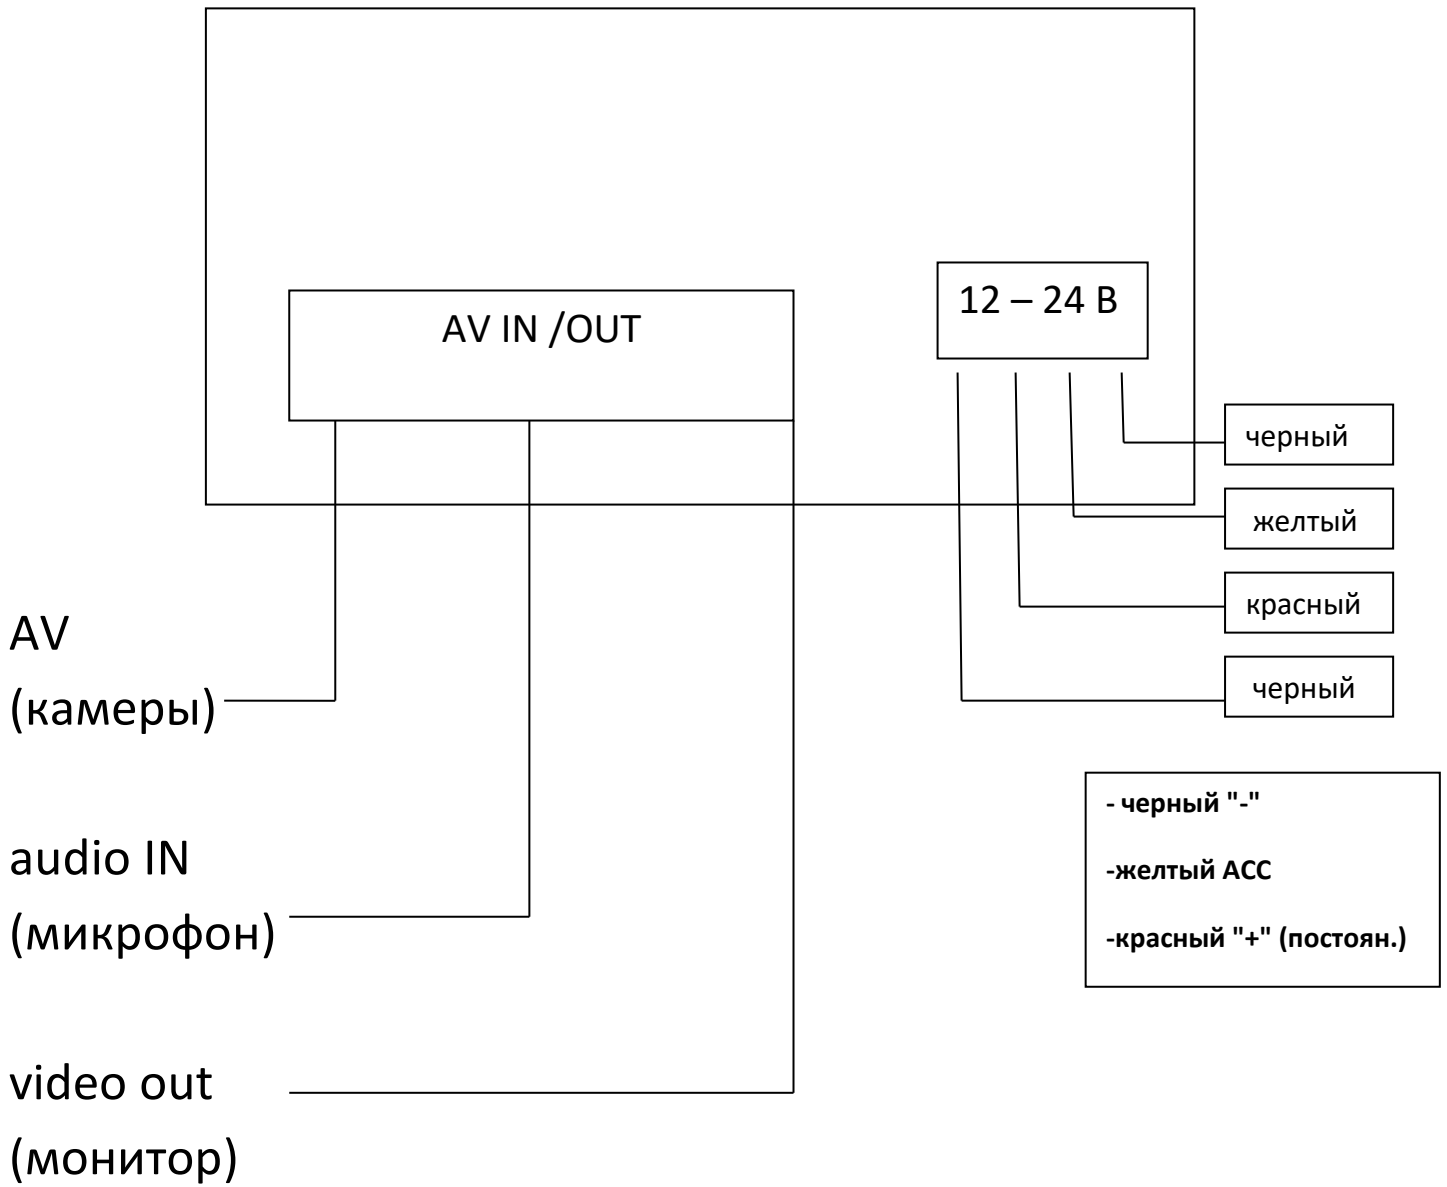 12 – 24 В
AV IN /OUT
черный
желтый
красный
черный
AV
(камеры)
audio IN
(микрофон)
video out
(монитор)
- черный "-"
-желтый АСС
-красный "+" (постоян.)